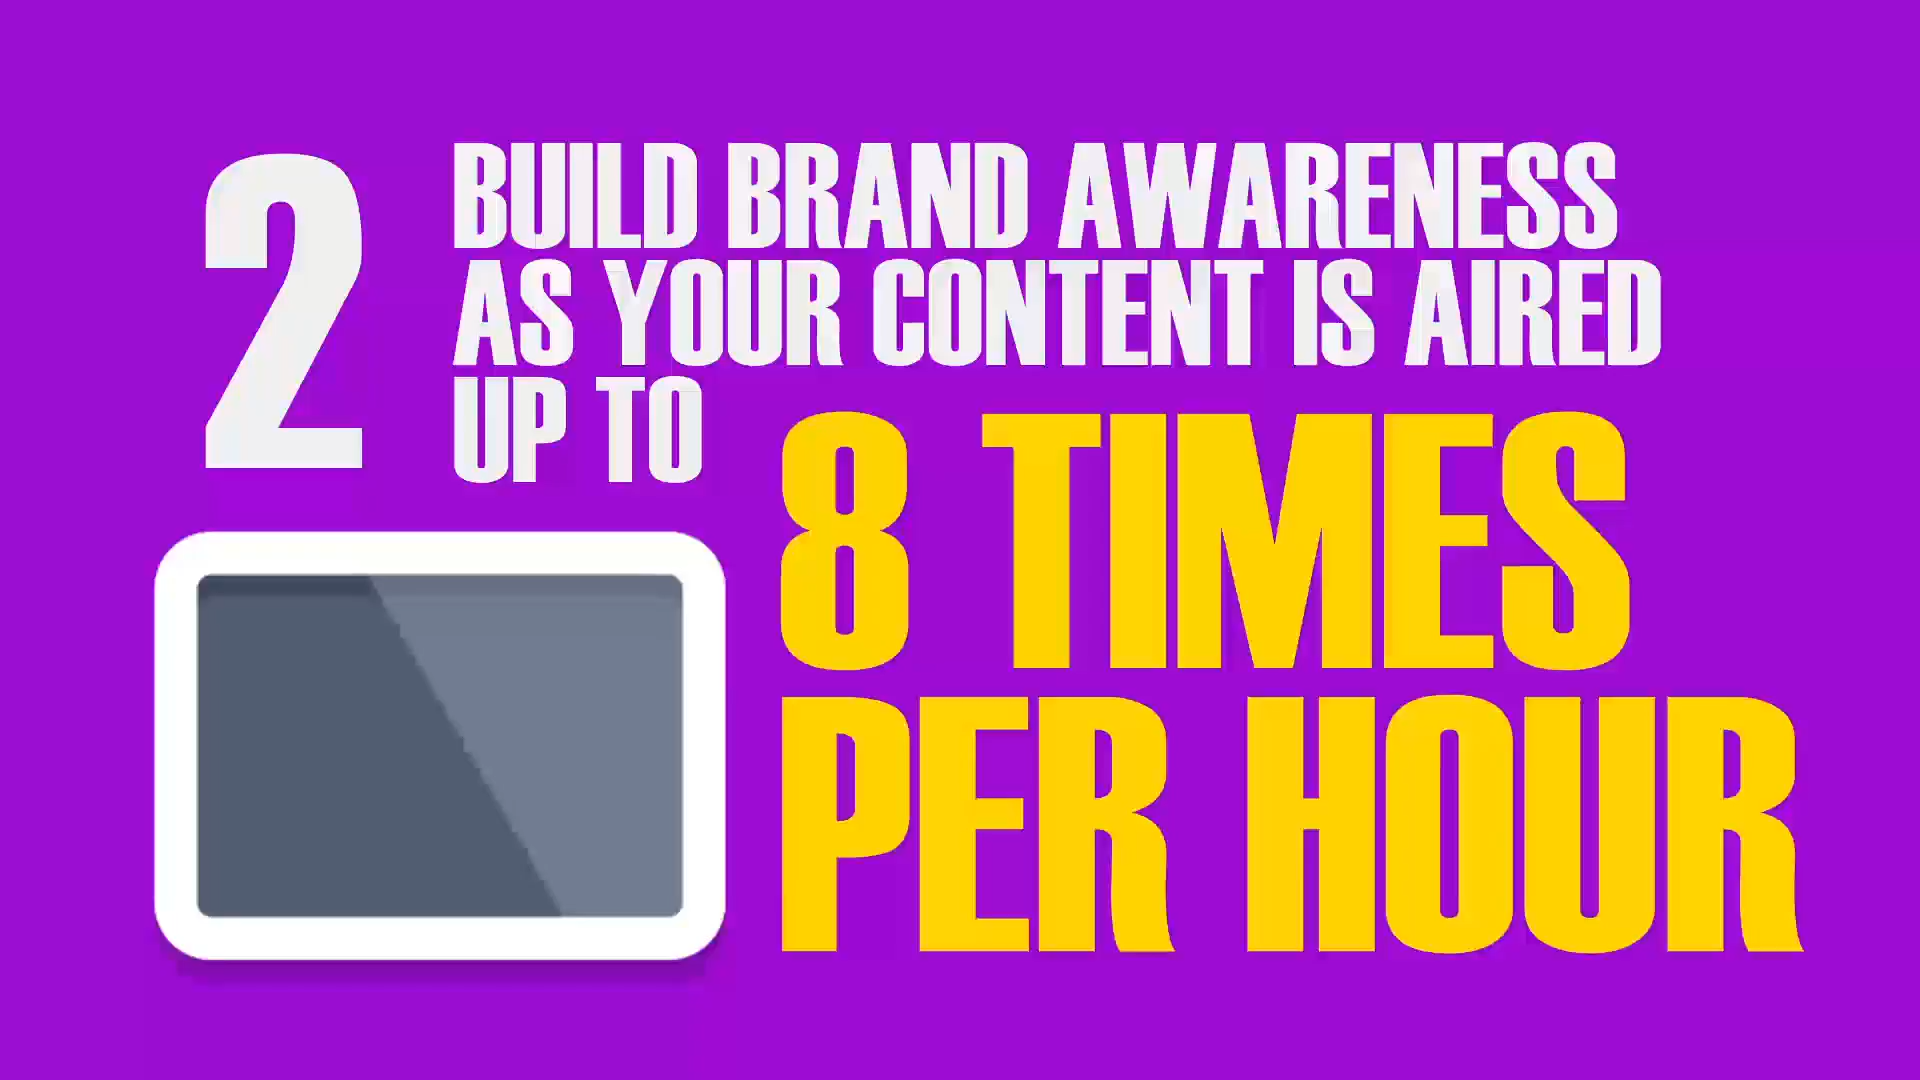 2
BUILD BRAND AWARENESS
AS YOUR CONTENT IS AIRED
UP TO
8 TIMES
PER HOUR